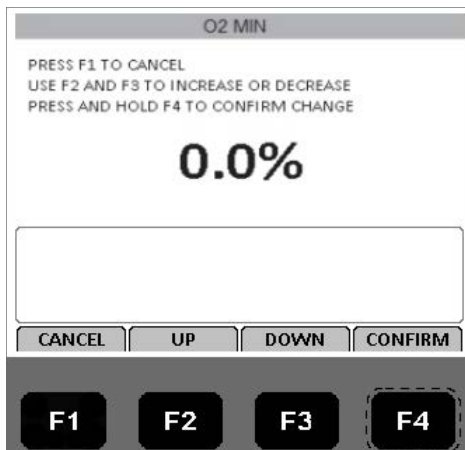 O2 MIN
PRESS F1 TO CANCEL
USE F2 AND F3 TO INCREASE OR DECREASE
PRESS AND HOLD F4 TO CONFIRM CHANGE
0.0%
CANCEL UP DOWN CONFIRM
F1 F2 F3 F4